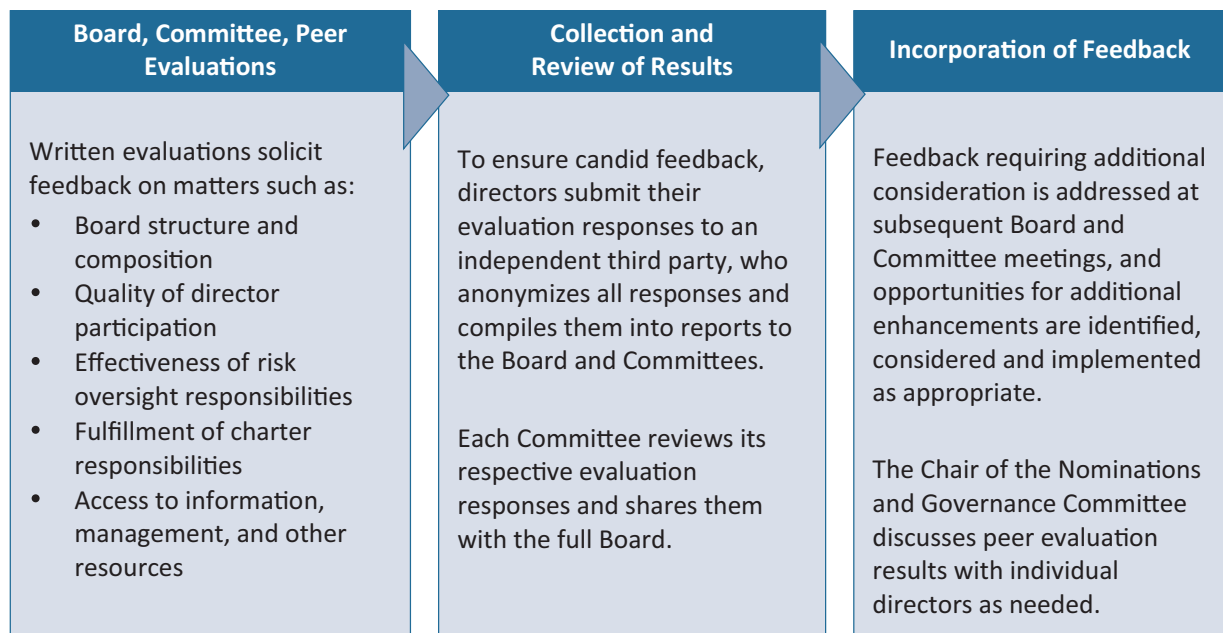 Board, Committee, Peer
Evaluations
Written evaluations solicit
feedback on matters such as:
• Board structure and
composition
• Quality of director
participation
• Effectiveness of risk
oversight responsibilities
• Fulfillment of charter
responsibilities
• Access to information,
management, and other
resources
Collection and
Review of Results
To ensure candid feedback,
directors submit their
evaluation responses to an
independent third party, who
anonymizes all responses and
compiles them into reports to
the Board and Committees.
Each Committee reviews its
respective evaluation
responses and shares them
with the full Board.
Incorporation of Feedback
Feedback requiring additional
consideration is addressed at
subsequent Board and
Committee meetings, and
opportunities for additional
enhancements are identified,
considered and implemented
as appropriate.
The Chair of the Nominations
and Governance Committee
discusses peer evaluation
results with individual
directors as needed.